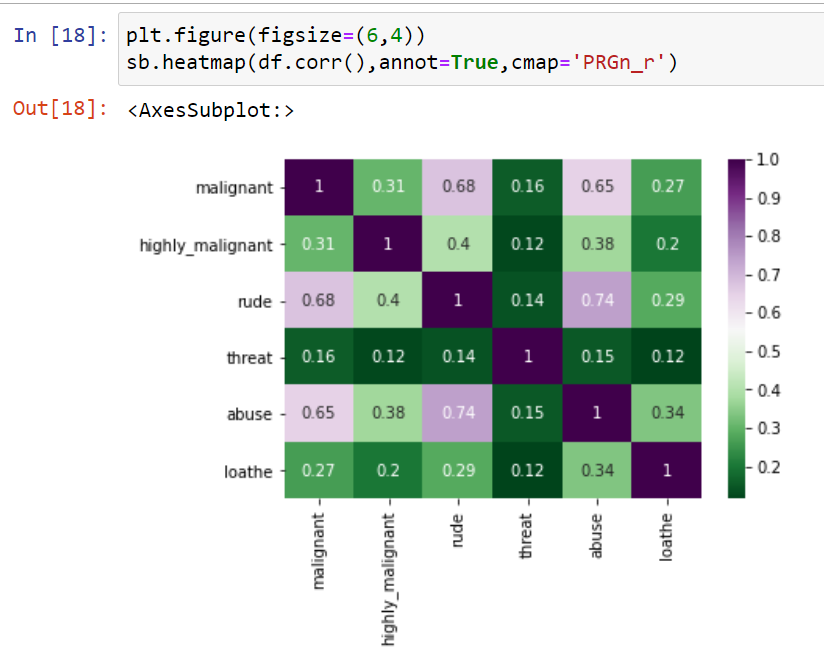 In [18]: plt.figure(figsize=(6,4))
sb.heatmap(df.corr(),annot=True,cmap='PRGn_r')
Out[18]: <AxesSubplot:>
malignant 1 0.31 0.68 0.16 0.65 0.27
highly_malignant 0.31 1 0.4 0.12 0.38 0.2
rude 0.68 0.4 1 0.14 0.74 0.29
threat 0.16 0.12 0.14 1 0.15 0.12
abuse 0.65 0.38 0.74 0.15 1 0.34
loathe 0.27 0.2 0.29 0.12 0.34 1
malignant
highly_malignant
rude
threat
abuse
loathe
1.0
0.9
0.8
0.7
0.6
0.5
0.4
0.3
0.2